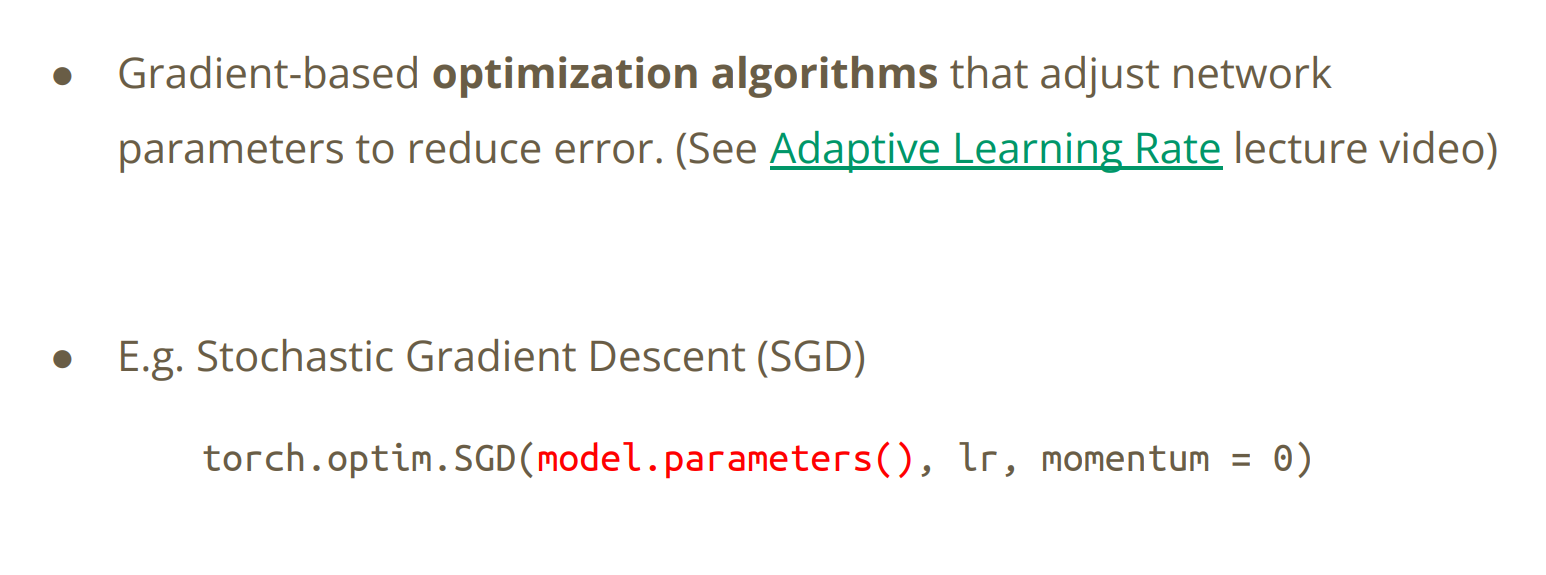 ● Gradient-based optimization algorithms that adjust network
parameters to reduce error. (See Adaptive Learning Rate lecture video)
● E.g. Stochastic Gradient Descent (SGD)
torch.optim.SGD(model.parameters(), lr, momentum = 0)